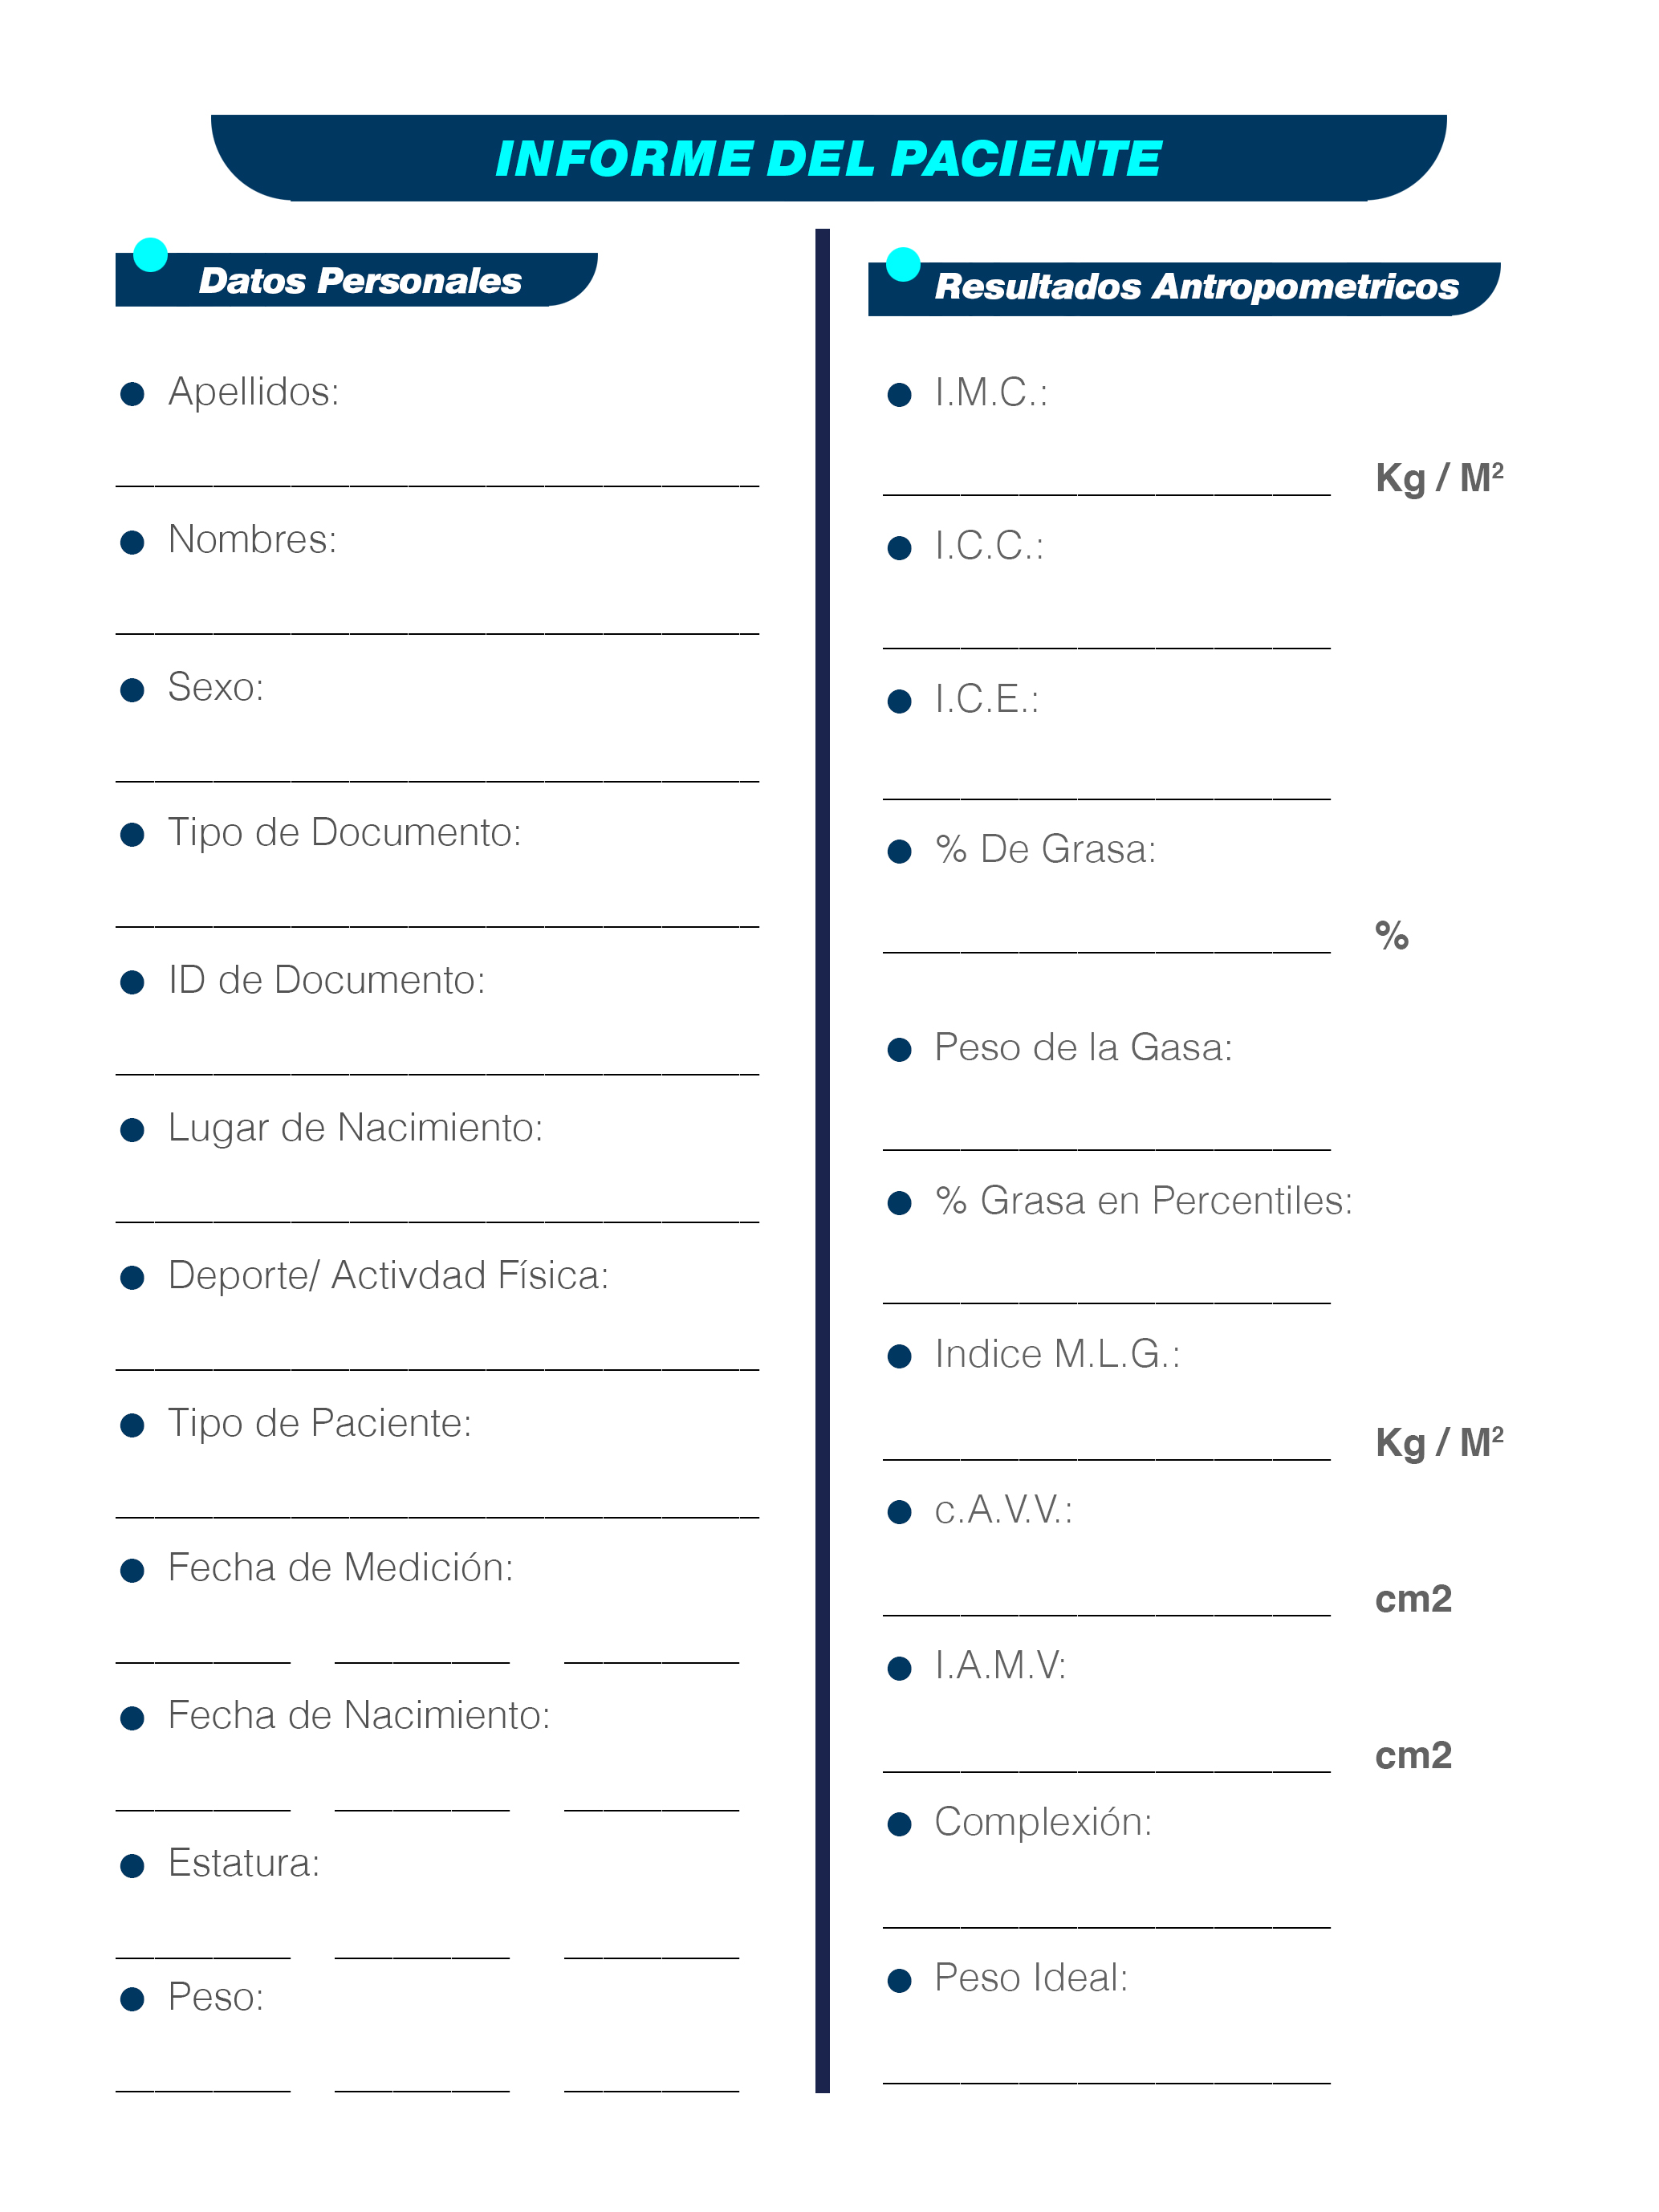 INFORME DEL PACIENTE
Datos Personales
Apellidos:
Nombres:
Sexo:
Tipo de Documento:
ID de Documento:
Lugar de Nacimiento:
Deporte/ Activdad Física:
Tipo de Paciente:
Fecha de Medición:
Fecha de Nacimiento:
Estatura:
Peso:
Resultados Antropometricos
I.M.C.:
Kg / M²
I.C.C.:
I.C.E.:
% De Grasa:
%
Peso de la Gasa:
% Grasa en Percentiles:
Indice M.L.G.:
Kg / M²
c.A.V.V.:
cm2
I.A.M.V:
cm2
Complexión:
Peso Ideal: